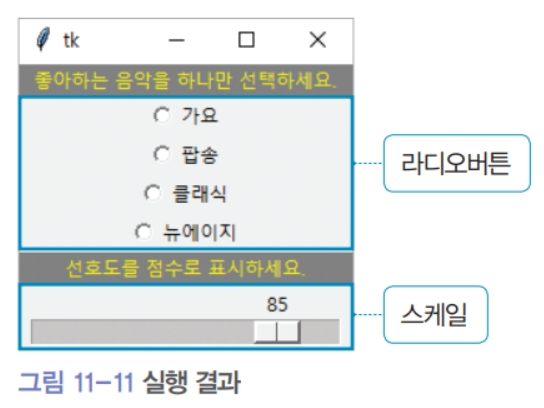 tk
좋아하는 음악을 하나만 선택하세요.
가요
팝송
클래식
뉴에이지
라디오버튼
선호도를 점수로 표시하세요.
85
스케일
그림 11-11 실행 결과